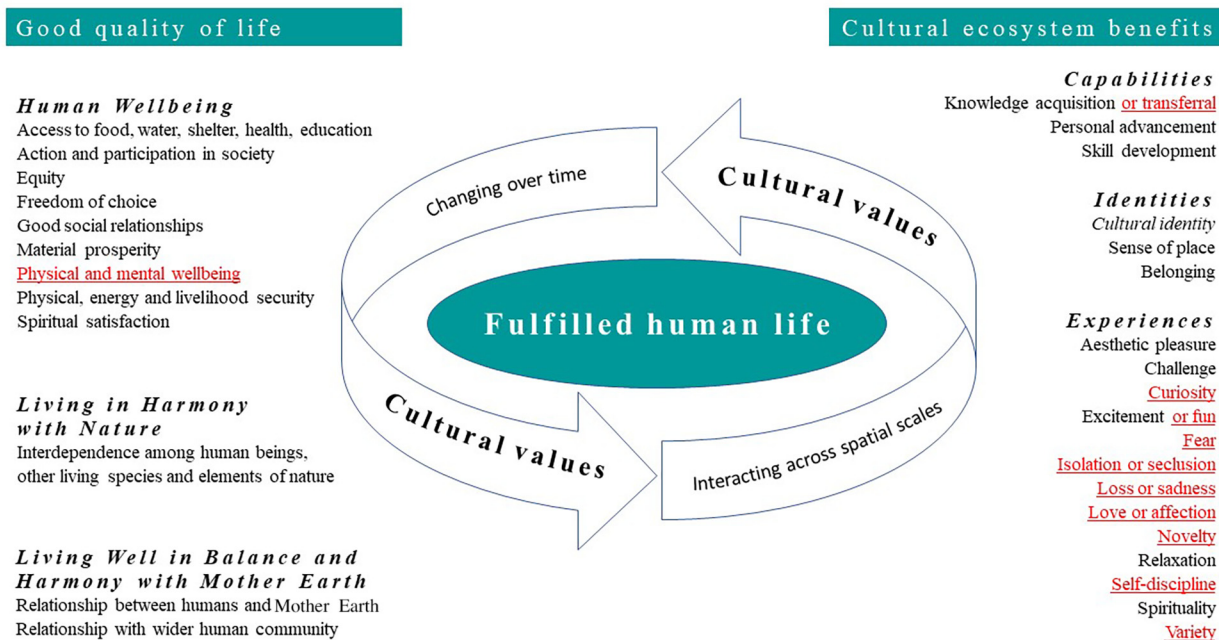 Good quality of life
Human Wellbeing
Access to food, water, shelter, health, education
Action and participation in society
Equity
Freedom of choice
Good social relationships
Material prosperity
Physical and mental wellbeing
Physical, energy and livelihood security
Spiritual satisfaction
Living in Harmony
with Nature
Interdependence among human beings,
other living species and elements of nature
Living Well in Balance and
Harmony with Mother Earth
Relationship between humans and Mother Earth
Relationship with wider human community
Changing over time
Cultural values
Fulfilled human life
Cultural values
Interacting across spatial scales
Cultural ecosystem benefits
Capabilities
Knowledge acquisition or transferral
Personal advancement
Skill development
Identities
Cultural identity
Sense of place
Belonging
Experiences
Aesthetic pleasure
Challenge
Curiosity
Excitement or fun
Fear
Isolation or seclusion
Loss or sadness
Love or affection
Novelty
Relaxation
Self-discipline
Spirituality
Variety